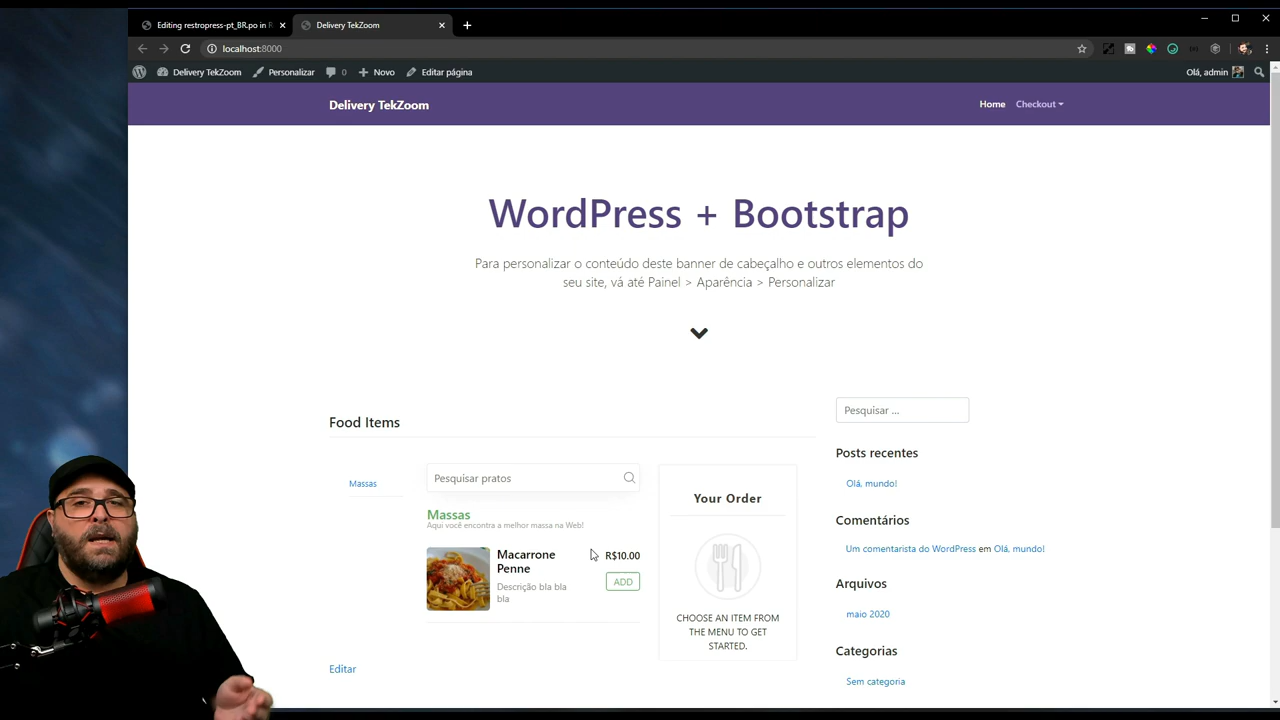 Editing restropress-pt_BR.po in
Delivery TekZoom
localhost:8000
Delivery TekZoom
Personalizar
0
Novo
Editar página
Olá, admin
Delivery TekZoom
Home
Checkout
WordPress + Bootstrap
Para personalizar o conteúdo deste banner de cabeçalho e outros elementos do
seu site, vá até Painel > Aparência > Personalizar
Food Items
Massas
Pesquisar pratos
Massas
Aqui você encontra a melhor massa na Web!
Macarrone
Penne
R$10.00
Descrição bla bla
bla
ADD
Your Order
CHOOSE AN ITEM FROM
THE MENU TO GET
STARTED.
Editar
Pesquisar ...
Posts recentes
Olá, mundo!
Comentários
Um comentarista do WordPress em Olá, mundo!
Arquivos
maio 2020
Categorias
Sem categoria